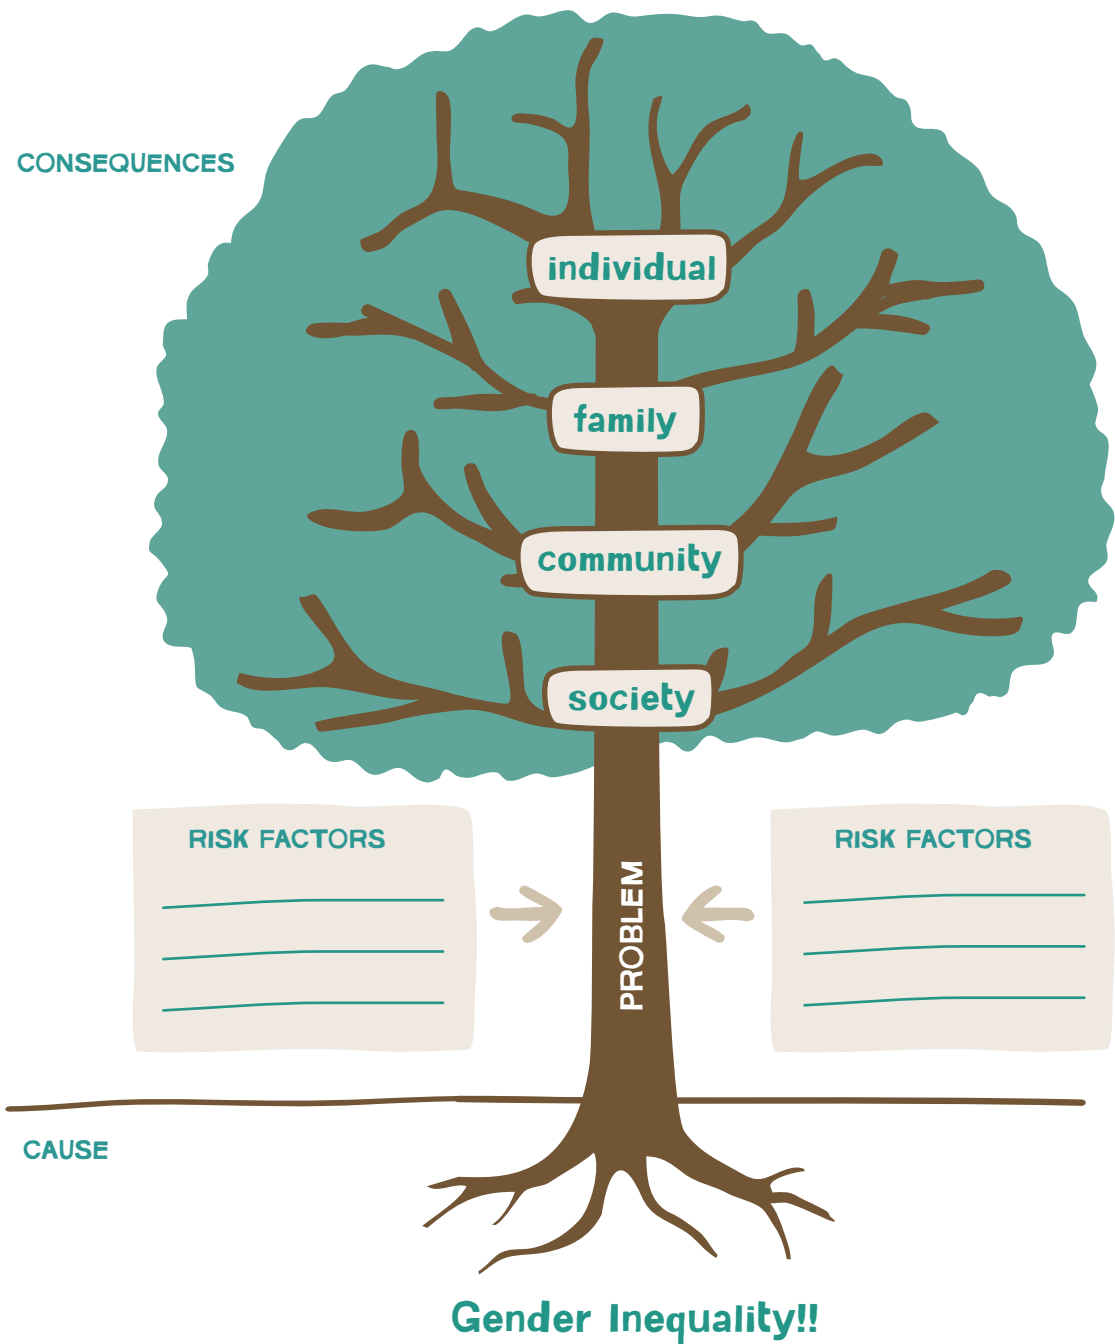 CONSEQUENCES
individual
family
community
society
RISK FACTORS
RISK FACTORS
PROBLEM
CAUSE
Gender Inequality!!